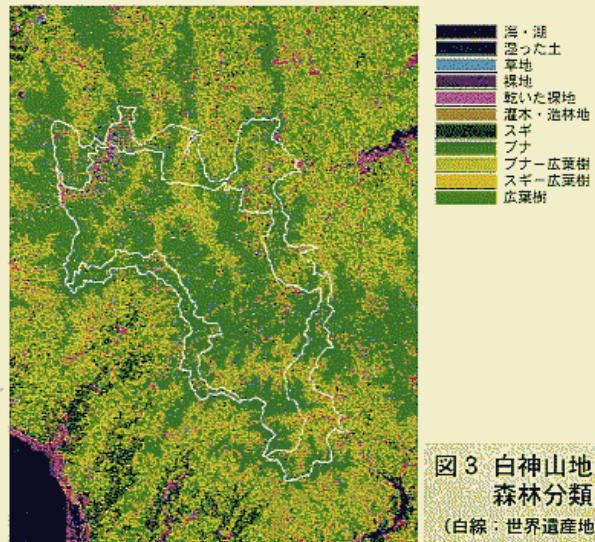 海・湖
湿った土
草地
裸地
乾いた裸地
灌木・造林地
スギ
ブナ
ブナー広葉樹
スギー広葉樹
広葉樹
図3 白神山地
森林分類
(白線：世界遺産地